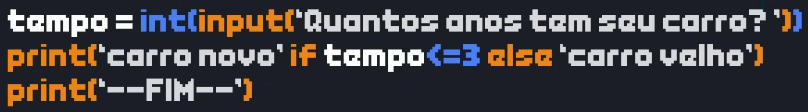 tempo = int(input('Quantos anos tem seu carro? '))
print('carro novo' if tempo<=3 else 'carro velho')
print('--FIM--')